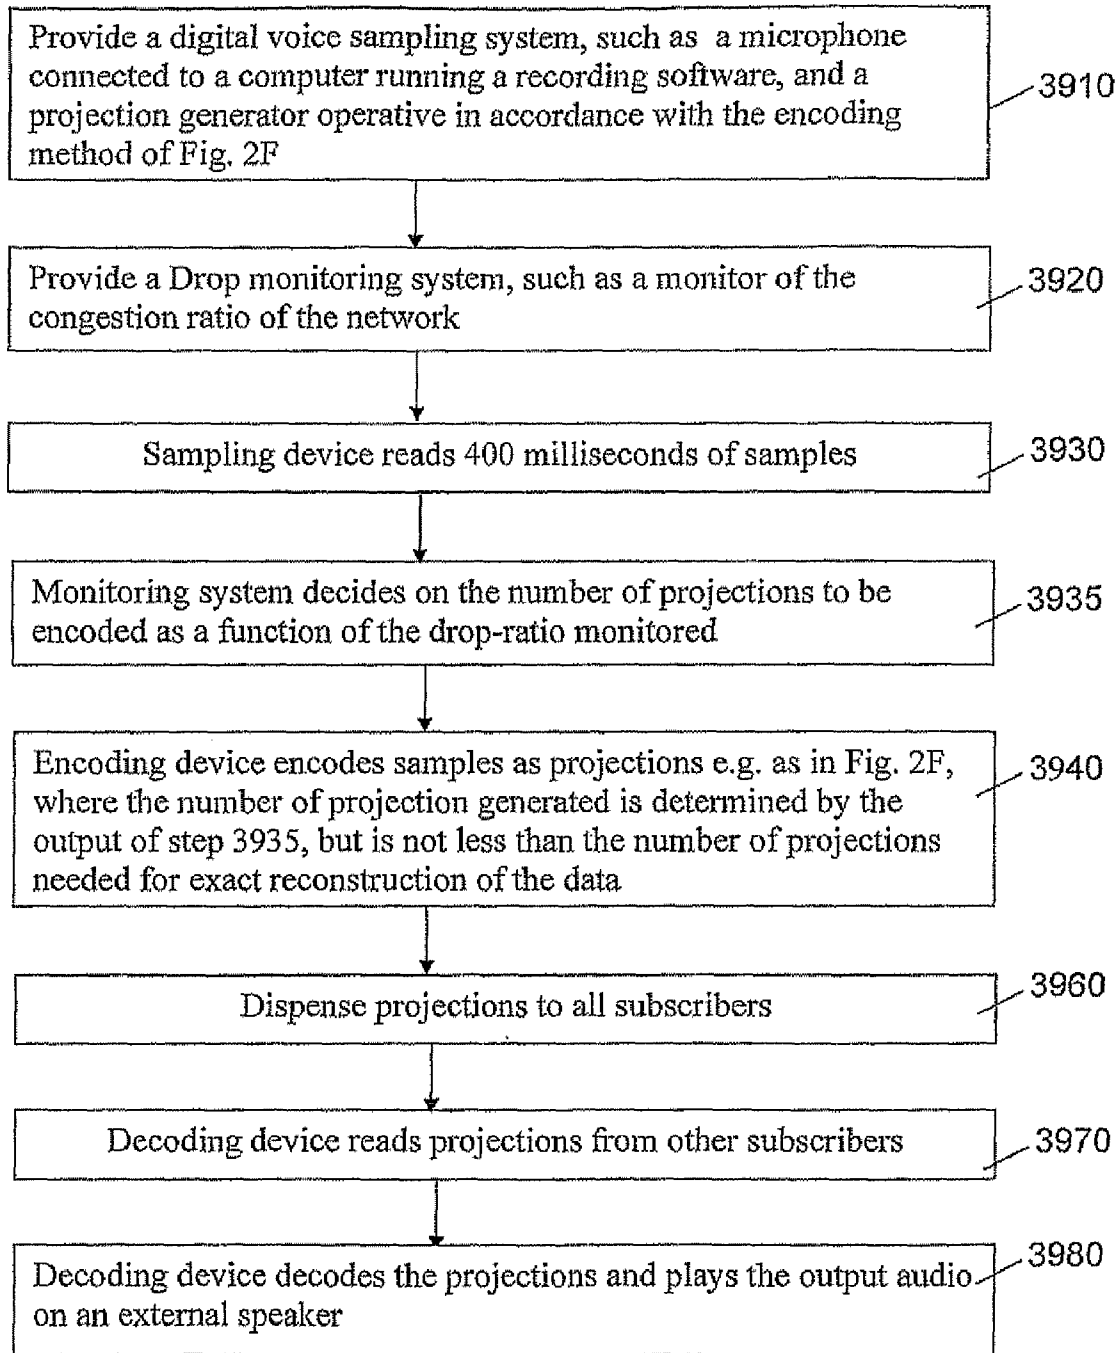 Provide a digital voice sampling system, such as a microphone
connected to a computer running a recording software, and a
projection generator operative in accordance with the encoding
method of Fig. 2F
3910
Provide a Drop monitoring system, such as a monitor of the
congestion ratio of the network
3920
Sampling device reads 400 milliseconds of samples
3930
Monitoring system decides on the number of projections to be
encoded as a function of the drop-ratio monitored
3935
Encoding device encodes samples as projections e.g. as in Fig. 2F,
where the number of projection generated is determined by the
output of step 3935, but is not less than the number of projections
needed for exact reconstruction of the data
3940
Dispense projections to all subscribers
3960
Decoding device reads projections from other subscribers
3970
Decoding device decodes the projections and plays the output audio
on an external speaker
3980